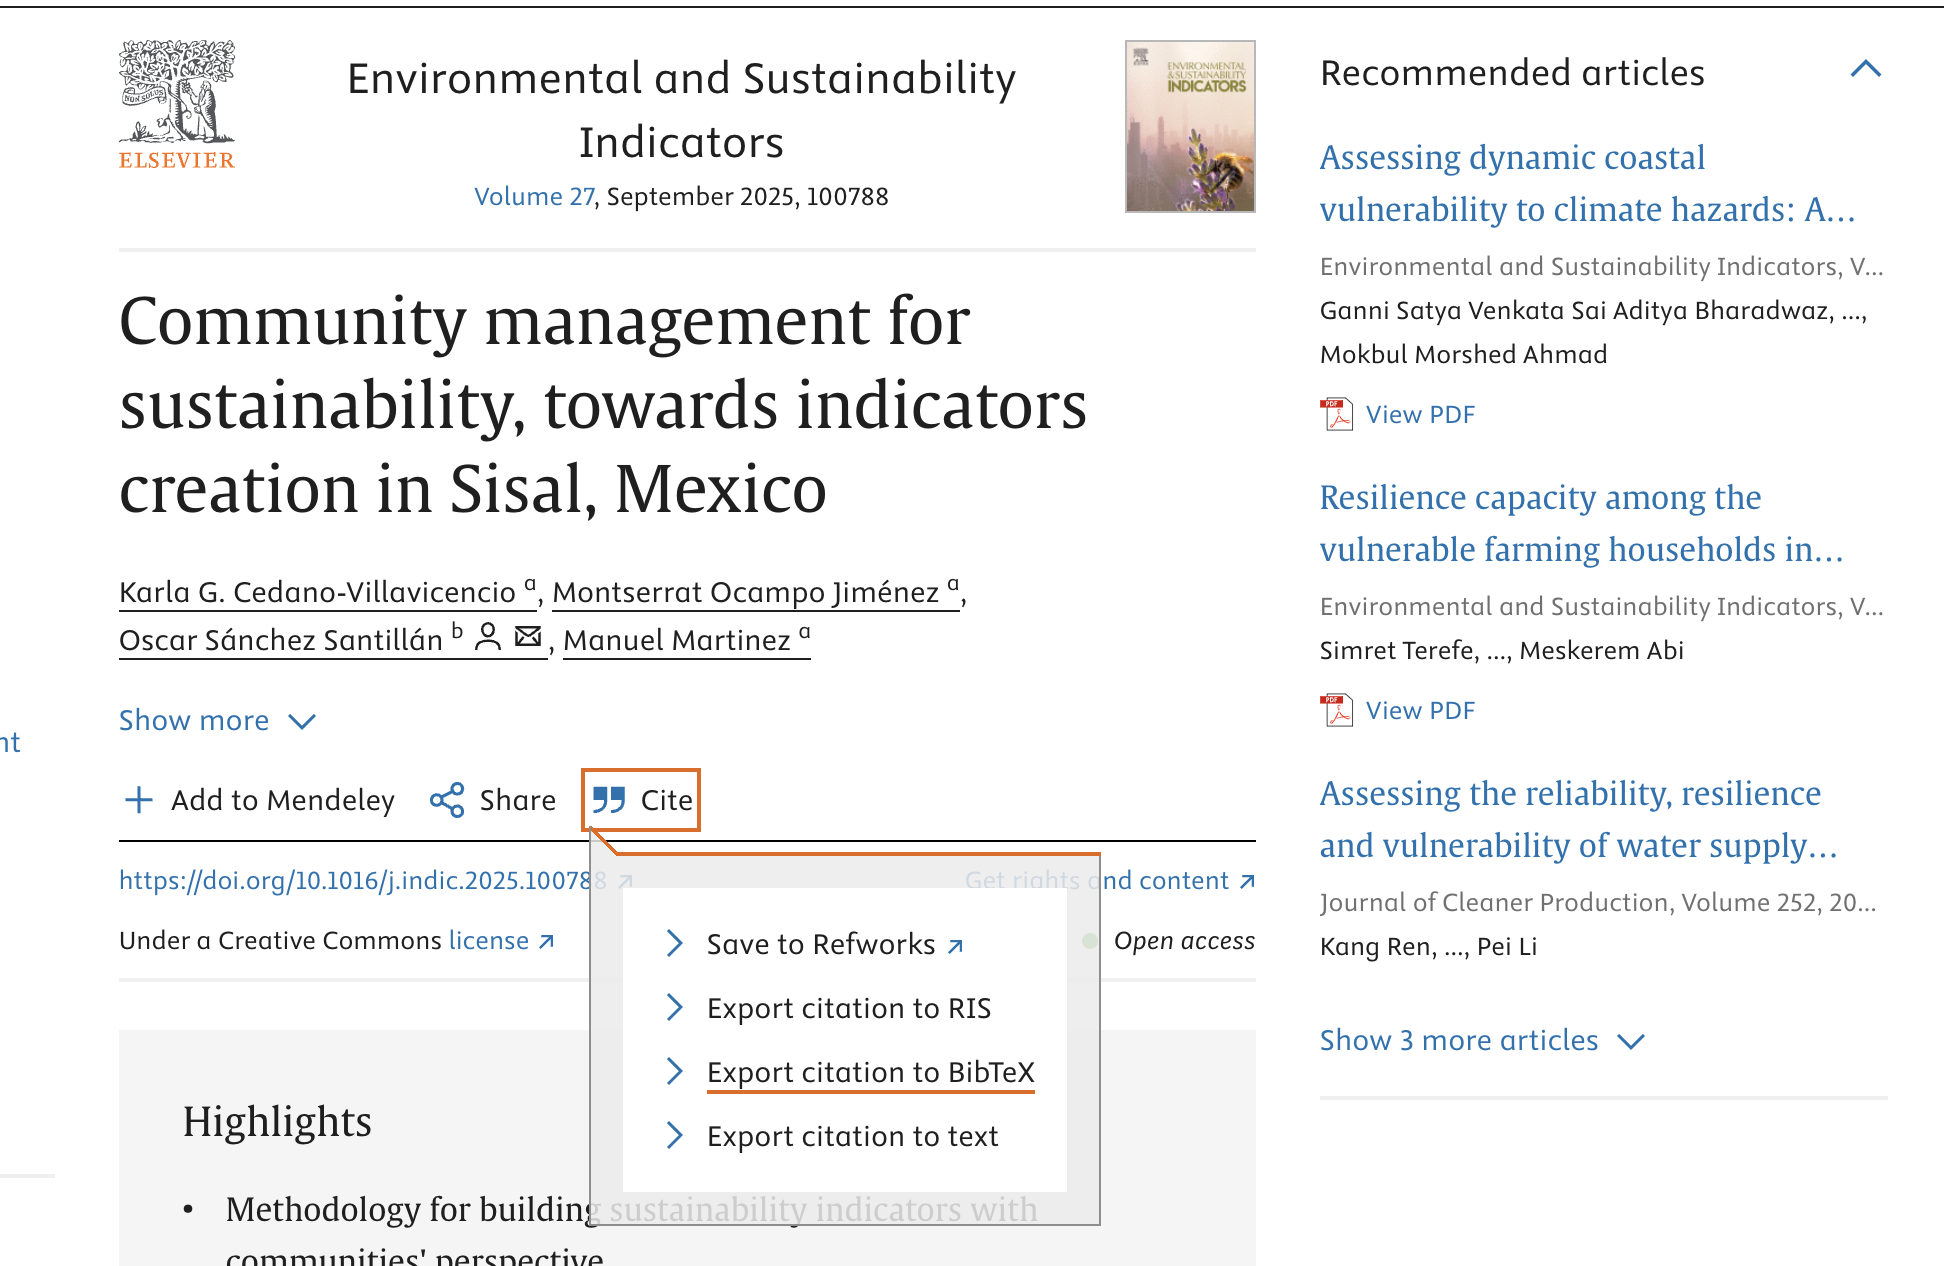 NON SOLUS
ELSEVIER
Environmental and Sustainability
Indicators
Volume 27, September 2025, 100788
ENVIRONMENTAL
& SUSTAINABILITY
INDICATORS
Community management for
sustainability, towards indicators
creation in Sisal, Mexico
Karla G. Cedano-Villavicencio a, Montserrat Ocampo Jiménez a,
Oscar Sánchez Santillán b, Manuel Martinez a
Show more
nt
Add to Mendeley Share Cite
https://doi.org/10.1016/j.indic.2025.100788 Get rights and content
Under a Creative Commons license Open access
Save to Refworks
Export citation to RIS
Export citation to BibTeX
Export citation to text
Highlights
• Methodology for building sustainability indicators with
communities' perspective
Recommended articles
Assessing dynamic coastal
vulnerability to climate hazards: A…
Environmental and Sustainability Indicators, V…
Ganni Satya Venkata Sai Aditya Bharadwaz, …,
Mokbul Morshed Ahmad
PDF View PDF
Resilience capacity among the
vulnerable farming households in…
Environmental and Sustainability Indicators, V…
Simret Terefe, …, Meskerem Abi
PDF View PDF
Assessing the reliability, resilience
and vulnerability of water supply…
Journal of Cleaner Production, Volume 252, 20…
Kang Ren, …, Pei Li
Show 3 more articles